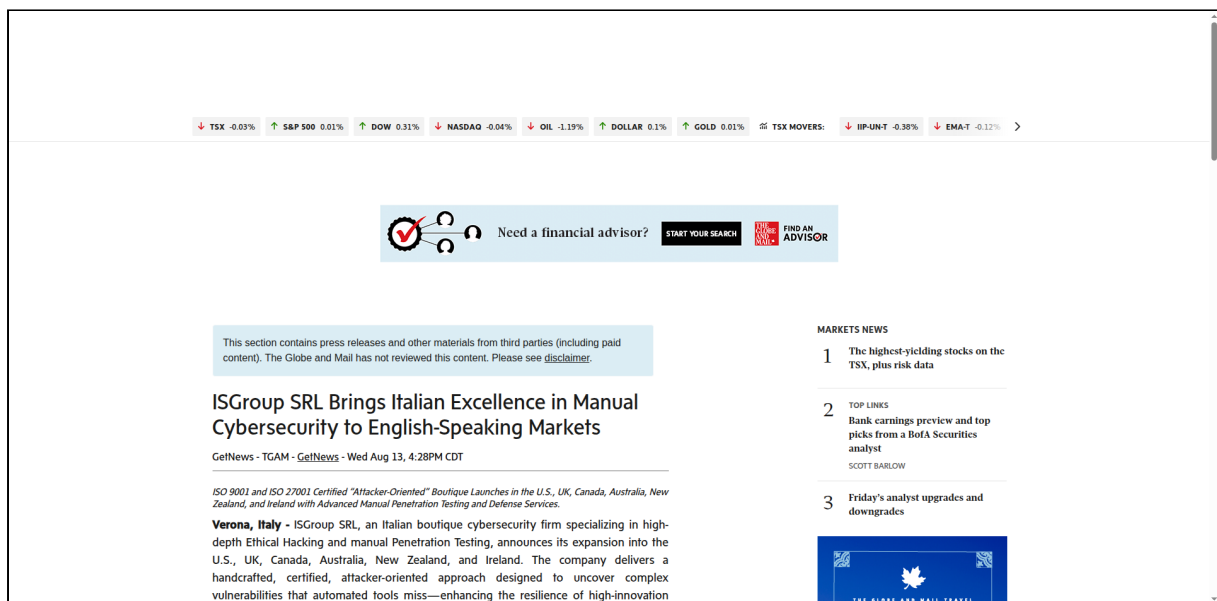 TSX -0.03%
S&P 500 0.01%
DOW 0.31%
NASDAQ -0.04%
OIL -1.19%
DOLLAR 0.1%
GOLD 0.01%
TSX MOVERS:
IIP-UN-T -0.38%
EMA-T -0.12%
Need a financial advisor?
START YOUR SEARCH
THE GLOBE AND MAIL
FIND AN
ADVISOR
This section contains press releases and other materials from third parties (including paid
content). The Globe and Mail has not reviewed this content. Please see disclaimer.
ISGroup SRL Brings Italian Excellence in Manual
Cybersecurity to English-Speaking Markets
GetNews - TGAM - GetNews - Wed Aug 13, 4:28PM CDT
ISO 9001 and ISO 27001 Certified “Attacker-Oriented” Boutique Launches in the U.S., UK, Canada, Australia, New
Zealand, and Ireland with Advanced Manual Penetration Testing and Defense Services.
Verona, Italy - ISGroup SRL, an Italian boutique cybersecurity firm specializing in high-
depth Ethical Hacking and manual Penetration Testing, announces its expansion into the
U.S., UK, Canada, Australia, New Zealand, and Ireland. The company delivers a
handcrafted, certified, attacker-oriented approach designed to uncover complex
vulnerabilities that automated tools miss—enhancing the resilience of high-innovation
MARKETS NEWS
1
The highest-yielding stocks on the
TSX, plus risk data
2
TOP LINKS
Bank earnings preview and top
picks from a BofA Securities
analyst
SCOTT BARLOW
3
Friday's analyst upgrades and
downgrades
THE GLOBE AND MAIL TRAVEL